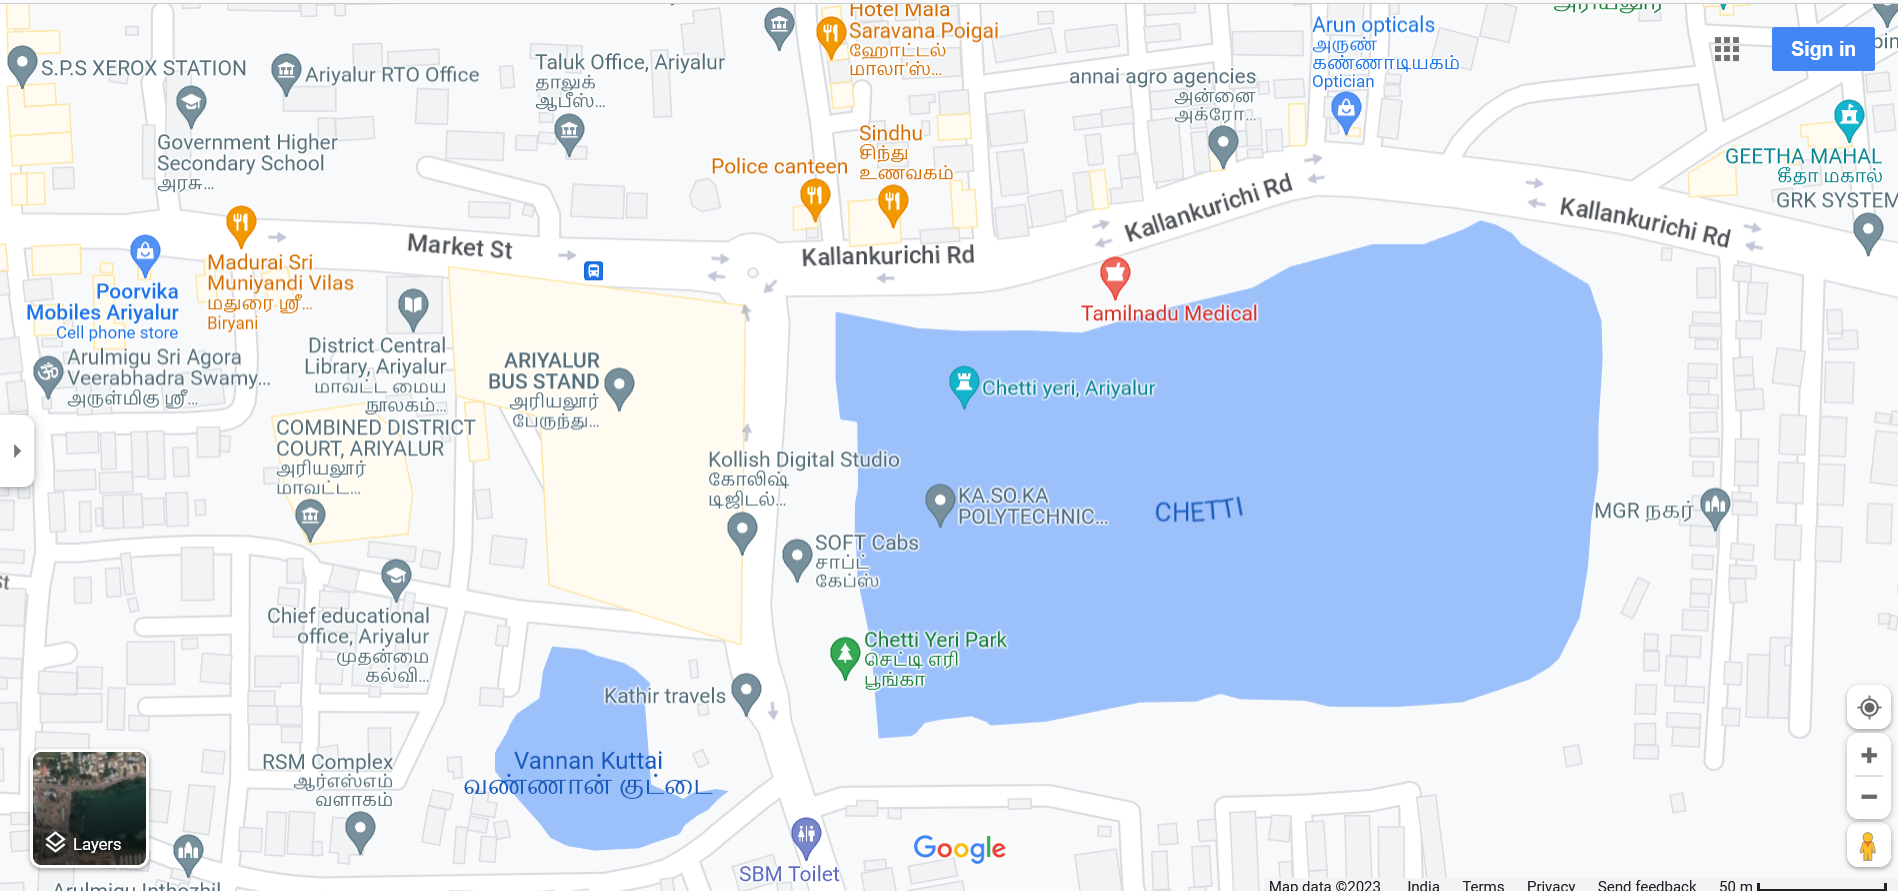 Hotel Mala
Saravana Poigai
ஹோட்டல்
மாலா'ஸ்...
Arun opticals
அருண்
கண்ணாடியகம்
Optician
Sign in
S.P.S XEROX STATION
Ariyalur RTO Office
Taluk Office, Ariyalur
தாலுக்
ஆபீஸ்...
annai agro agencies
அன்னை
அக்ரோ...
Government Higher
Secondary School
அரசு...
Sindhu
சிந்து
உணவகம்
Police canteen
GEETHA MAHAL
கீதா மகால்
GRK SYSTEM
Kallankurichi Rd
Kallankurichi Rd
Market St
Kallankurichi Rd
Madurai Sri
Muniyandi Vilas
மதுரை ஸ்ரீ...
Biryani
Poorvika
Mobiles Ariyalur
Cell phone store
Tamilnadu Medical
District Central
Library, Ariyalur
மாவட்ட மைய
நூலகம்...
Arulmigu Sri Agora
Veerabhadra Swamy...
அருள்மிகு ஸ்ரீ...
ARIYALUR
BUS STAND
அரியலூர்
பேருந்து...
Chetti yeri, Ariyalur
COMBINED DISTRICT
COURT, ARIYALUR
அரியலூர்
மாவட்ட...
Kollish Digital Studio
கோலிஷ்
டிஜிடல்...
KA.SO.KA
POLYTECHNIC...
CHETTI
MGR நகர்
SOFT Cabs
சாப்ட்
கேப்ஸ்
St
Chief educational
office, Ariyalur
முதன்மை
கல்வி...
Chetti Yeri Park
செட்டி எரி
பூங்கா
Kathir travels
Vannan Kuttai
வண்ணான் குட்டை
RSM Complex
ஆர்எஸ்எம்
வளாகம்
Layers
Google
SBM Toilet
Arulmigu Inthozhil
Map data ©2023 India Terms Privacy Send feedback 50 m